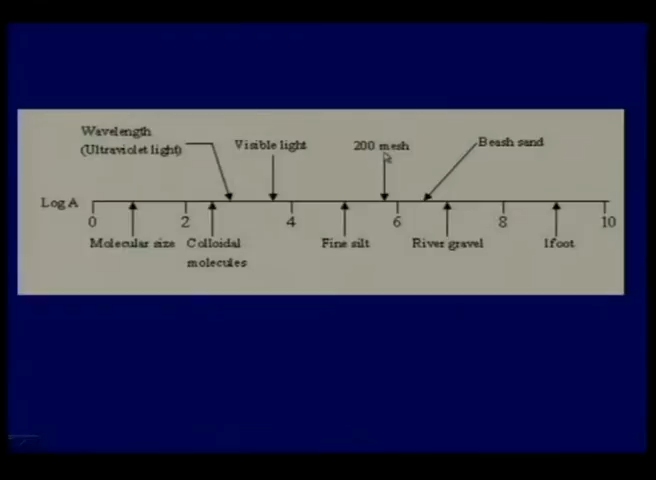 Wavelength
(Ultraviolet light)
Visible light
200 mesh
Beash sand
Log A
0 2 4 6 8 10
Molecular size
Colloidal
molecules
Fine silt
River gravel
1foot